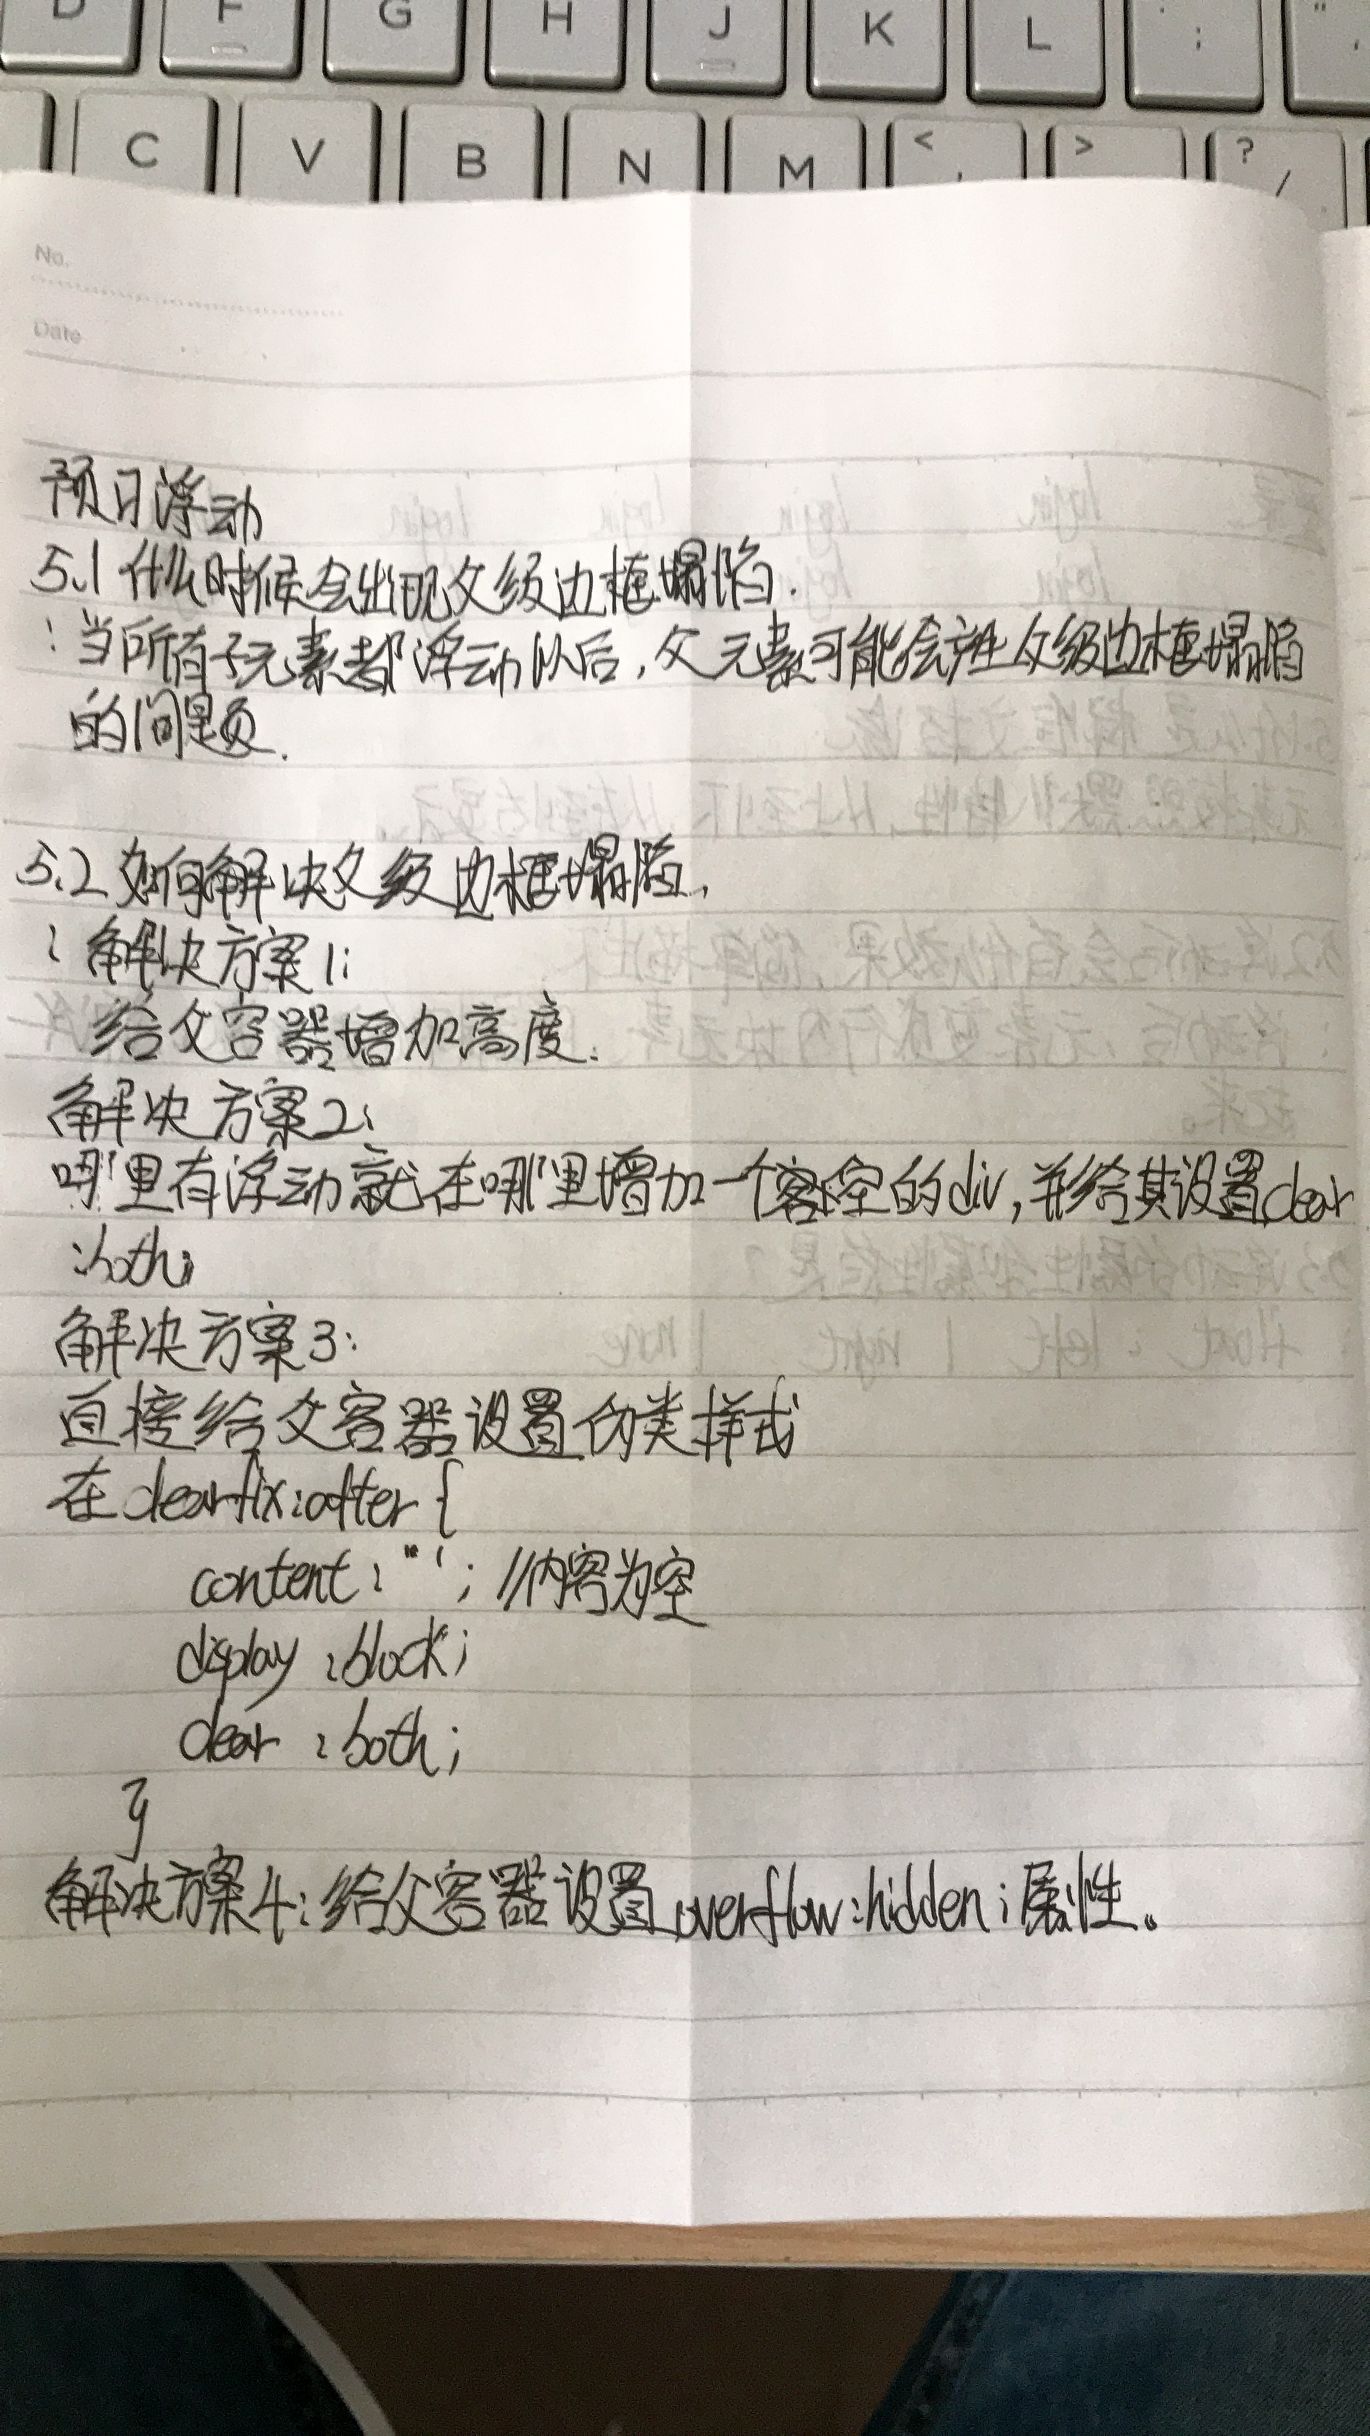 D F G H J K L ; "
C V B N M < , > ? /
No.
Date
预习浮动
5.1 什么时候会出现父级边框塌陷.
: 当所有子元素都浮动以后,父元素可能会产生父级边框塌陷
的问题.
5.2 如何解决父级边框塌陷,
: 解决方案1:
给父容器增加高度.
解决方案2:
哪里有浮动就在哪里增加一个空的div,并给其设置clear
:both;
解决方案3:
直接给父容器设置伪类样式
在clearfix:after {
content:""; //内容为空
display:block;
clear:both;
}
解决方案4:给父容器设置overflow:hidden;属性。